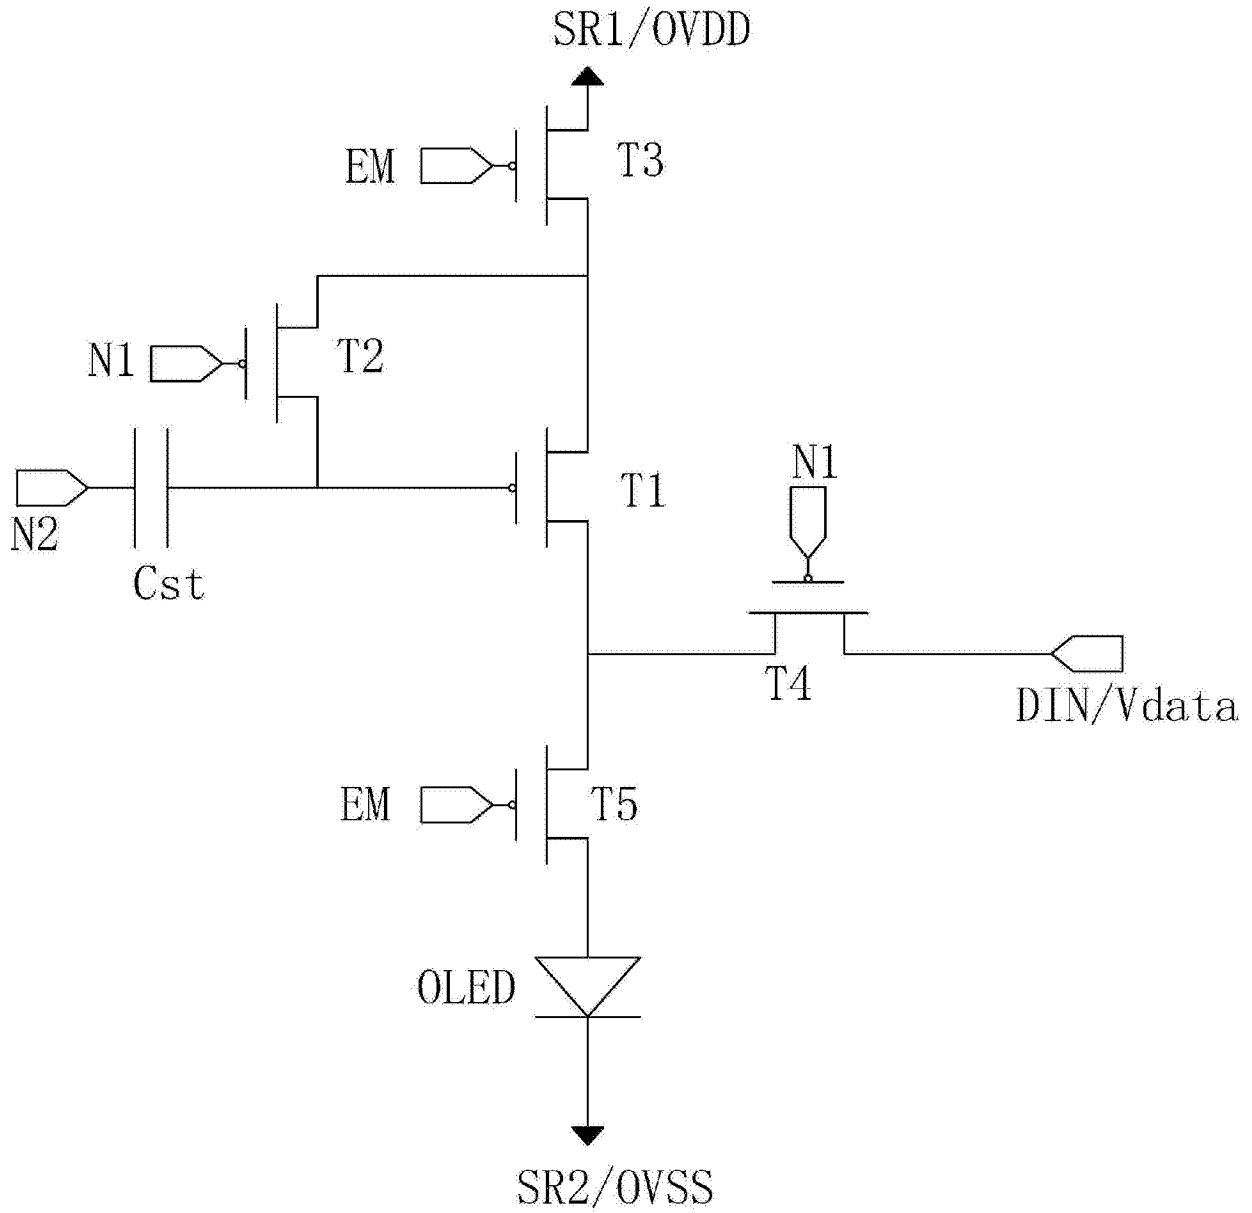 SR1/OVDD
EM
T3
N1
T2
N1
T1
N2
Cst
T4
DIN/Vdata
EM
T5
OLED
SR2/OVSS